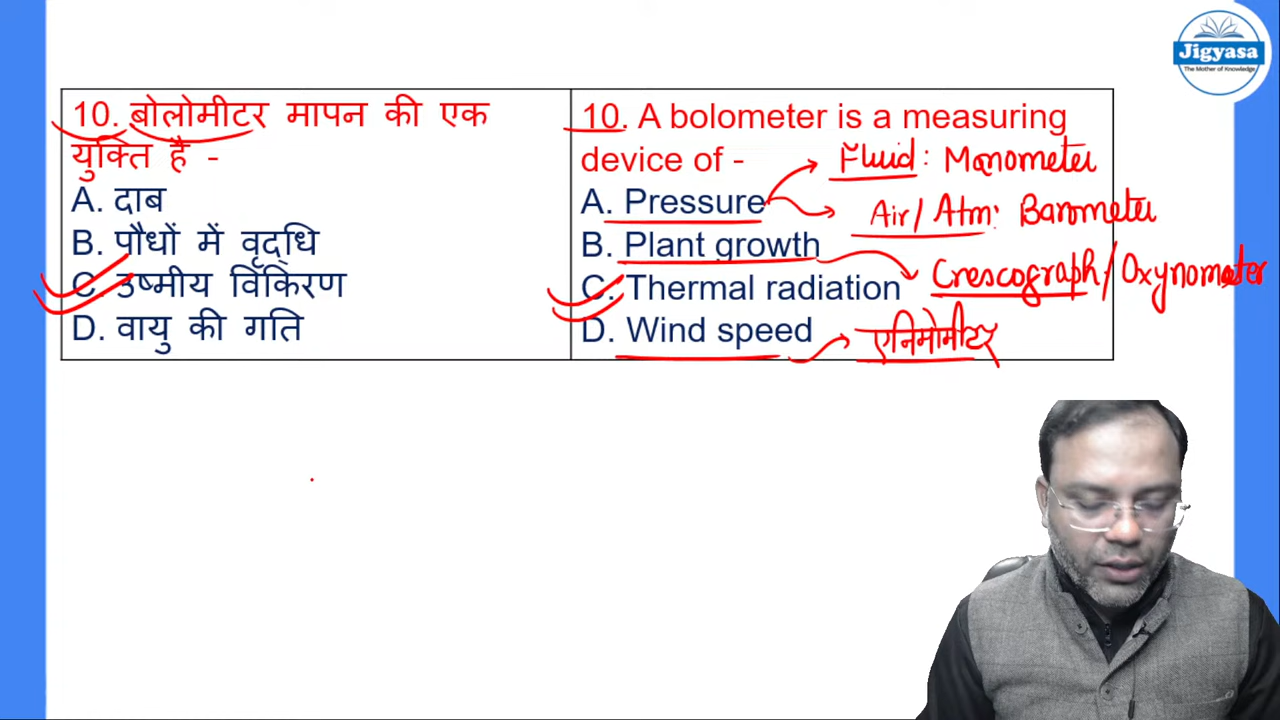 Jigyasa
The Mother of Knowledge
10. बोलोमीटर मापन की एक
युक्ति है -
A. दाब
B. पौधों में वृद्धि
C. उष्मीय विकिरण
D. वायु की गति
10. A bolometer is a measuring
device of -
A. Pressure
B. Plant growth
C. Thermal radiation
D. Wind speed
Fluid: Manometer
Air/Atm: Barometer
Crescograph/Oxynometer
एनिमोमीटर